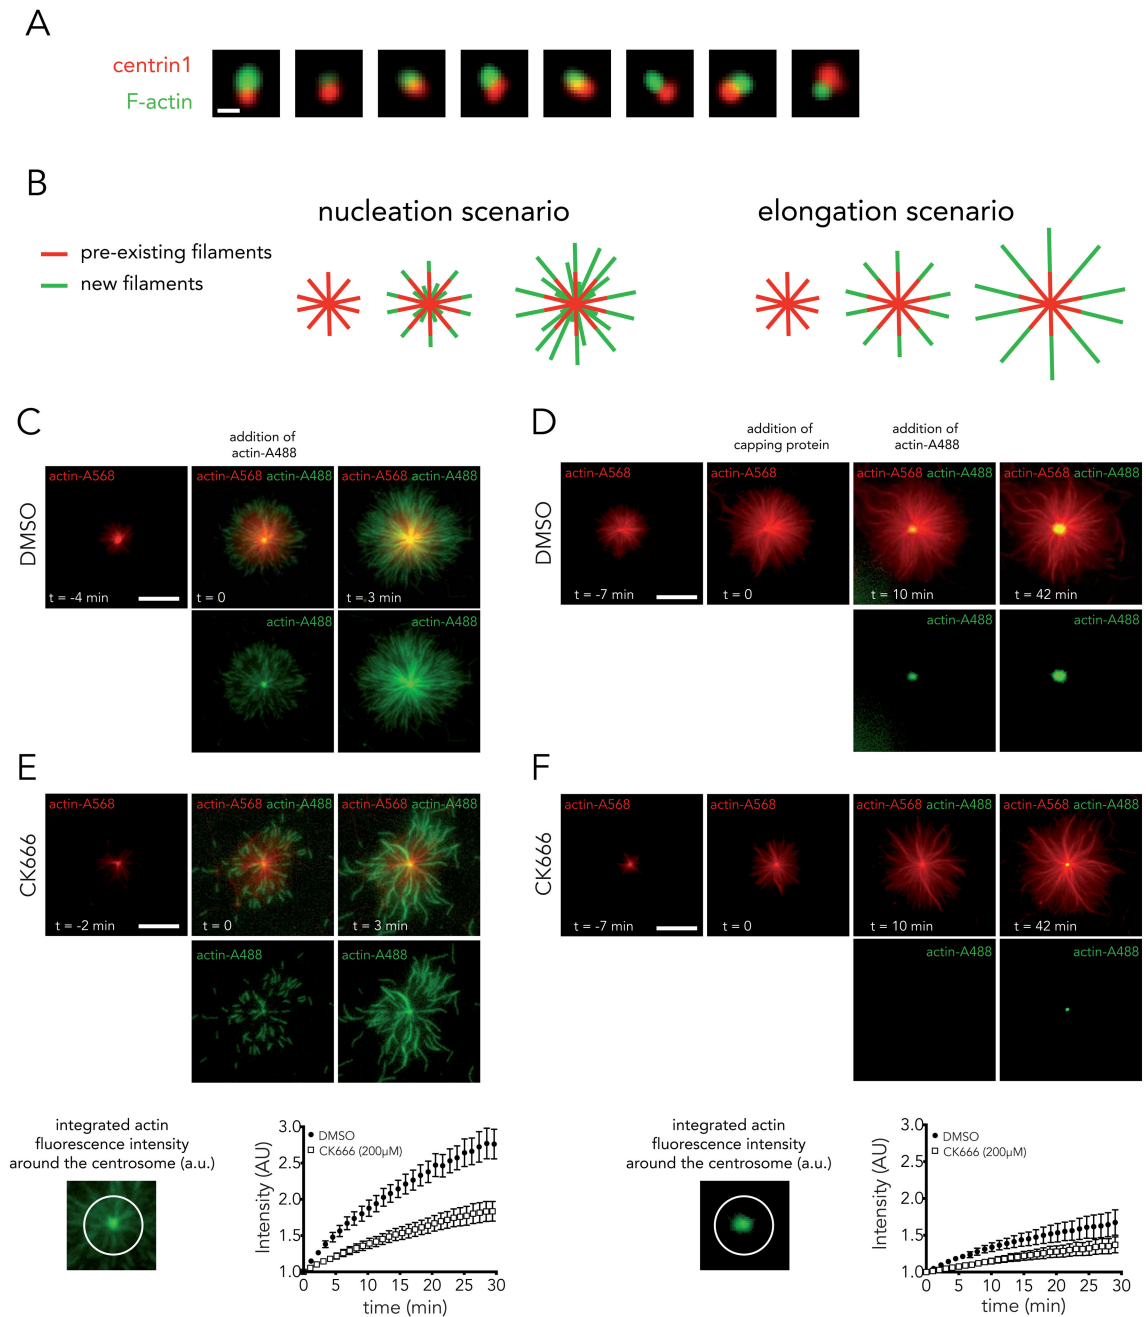 A
centrin1
F-actin
B
nucleation scenario
elongation scenario
pre-existing filaments
new filaments
C
addition of
actin-A488
DMSO
actin-A568
actin-A568 actin-A488
actin-A568 actin-A488
t = -4 min
t = 0
t = 3 min
actin-A488
actin-A488
D
addition of
capping protein
addition of
actin-A488
DMSO
actin-A568
actin-A568
actin-A568 actin-A488
actin-A568 actin-A488
t = -7 min
t = 0
t = 10 min
t = 42 min
actin-A488
actin-A488
E
CK666
actin-A568
actin-A568 actin-A488
actin-A568 actin-A488
t = -2 min
t = 0
t = 3 min
actin-A488
actin-A488
F
CK666
actin-A568
actin-A568
actin-A568 actin-A488
actin-A568 actin-A488
t = -7 min
t = 0
t = 10 min
t = 42 min
actin-A488
actin-A488
integrated actin
fluorescence intensity
around the centrosome (a.u.)
Intensity (AU)
3.0
2.5
2.0
1.5
1.0
DMSO
CK666 (200µM)
0 5 10 15 20 25 30
time (min)
integrated actin
fluorescence intensity
around the centrosome (a.u.)
Intensity (AU)
3.0
2.5
2.0
1.5
1.0
DMSO
CK666 (200µM)
0 5 10 15 20 25 30
time (min)